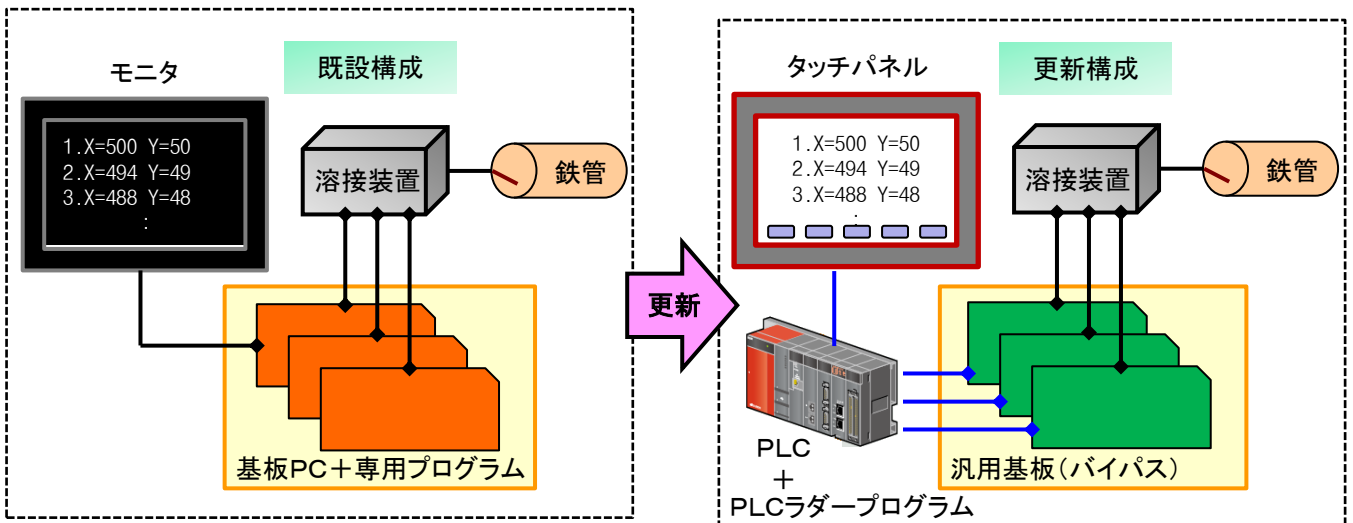 モニタ
既設構成
1.X=500 Y=50
2.X=494 Y=49
3.X=488 Y=48
:
溶接装置
鉄管
基板PC＋専用プログラム
更新
タッチパネル
更新構成
1.X=500 Y=50
2.X=494 Y=49
3.X=488 Y=48
:
溶接装置
鉄管
PLC
＋
PLCラダープログラム
汎用基板（バイパス）